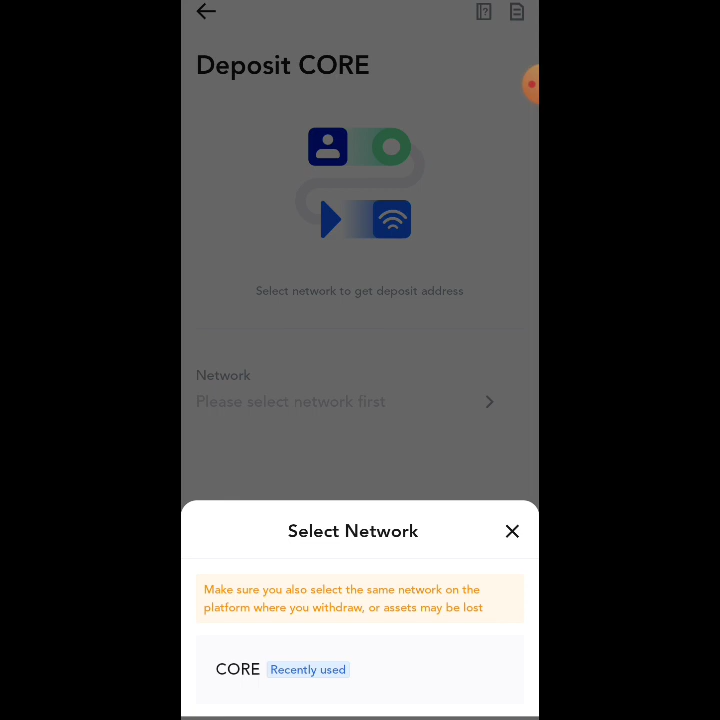 Deposit CORE
Select network to get deposit address
Network
Please select network first
Select Network
Make sure you also select the same network on the
platform where you withdraw, or assets may be lost
CORE Recently used